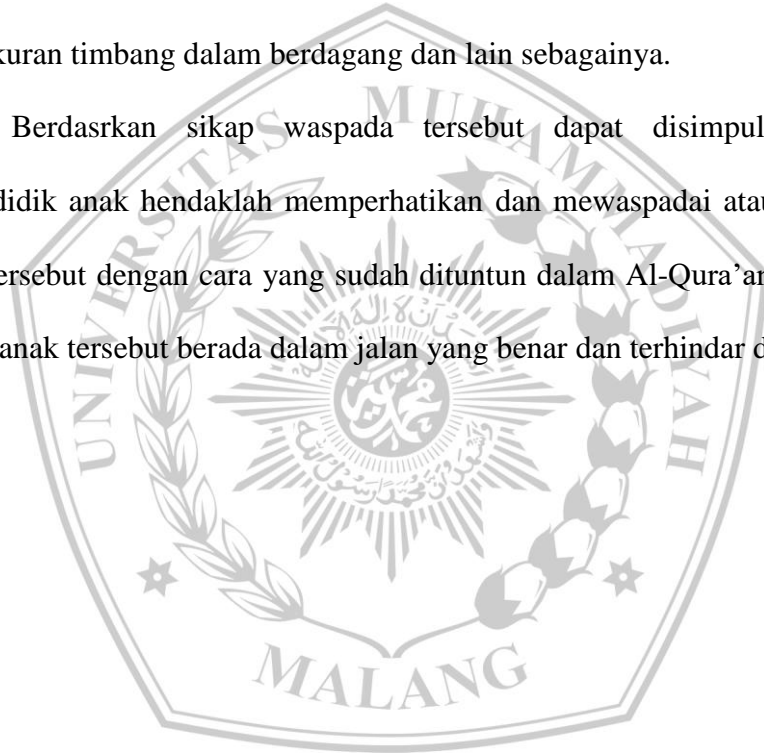 kuran timbang dalam berdagang dan lain sebagainya.
Berdasrkan sikap waspada tersebut dapat disimpul
didik anak hendaklah memperhatikan dan mewaspadai atau
ersebut dengan cara yang sudah dituntun dalam Al-Qura’an
anak tersebut berada dalam jalan yang benar dan terhindar d
UNIVERSITAS MUHAMMADIYAH
MALANG